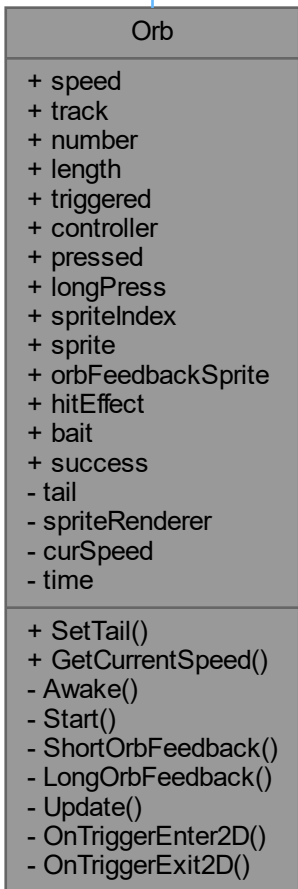 Orb
+ speed
+ track
+ number
+ length
+ triggered
+ controller
+ pressed
+ longPress
+ spriteIndex
+ sprite
+ orbFeedbackSprite
+ hitEffect
+ bait
+ success
- tail
- spriteRenderer
- curSpeed
- time
+ SetTail()
+ GetCurrentSpeed()
- Awake()
- Start()
- ShortOrbFeedback()
- LongOrbFeedback()
- Update()
- OnTriggerEnter2D()
- OnTriggerExit2D()